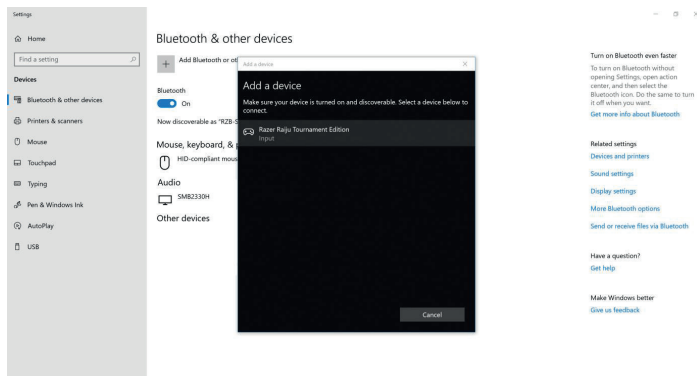 Settings
Home
Find a setting
Devices
Bluetooth & other devices
Printers & scanners
Mouse
Touchpad
Typing
Pen & Windows Ink
AutoPlay
USB
Bluetooth & other devices
Add Bluetooth or ot
Bluetooth
On
Now discoverable as "RZB-S
Mouse, keyboard, & p
HID-compliant mous
Audio
SMB2330H
Other devices
Add a device
Add a device
Make sure your device is turned on and discoverable. Select a device below to
connect.
Razer Raiju Tournament Edition
Input
Cancel
Turn on Bluetooth even faster
To turn on Bluetooth without
opening Settings, open action
center, and then select the
Bluetooth icon. Do the same to turn
it off when you want.
Get more info about Bluetooth
Related settings
Devices and printers
Sound settings
Display settings
More Bluetooth options
Send or receive files via Bluetooth
Have a question?
Get help
Make Windows better
Give us feedback